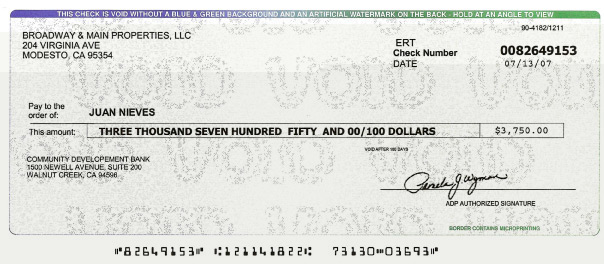 THIS CHECK IS VOID WITHOUT A BLUE & GREEN BACKGROUND AND AN ARTIFICIAL WATERMARK ON THE BACK - HOLD AT AN ANGLE TO VIEW
90-4182/1211
BROADWAY & MAIN PROPERTIES, LLC
204 VIRGINIA AVE
MODESTO, CA 95354
ERT
Check Number 0082649153
DATE 07/13/07
Pay to the
order of: JUAN NIEVES
This amount: THREE THOUSAND SEVEN HUNDRED FIFTY AND 00/100 DOLLARS $3,750.00
VOID AFTER 180 DAYS
COMMUNITY DEVELOPEMENT BANK
1500 NEWELL AVENUE, SUITE 200
WALNUT CREEK, CA 94596
ADP AUTHORIZED SIGNATURE
BORDER CONTAINS MICROPRINTING
⑈82649153⑈ ⑆121141822⑆ 73130⑉03693⑈